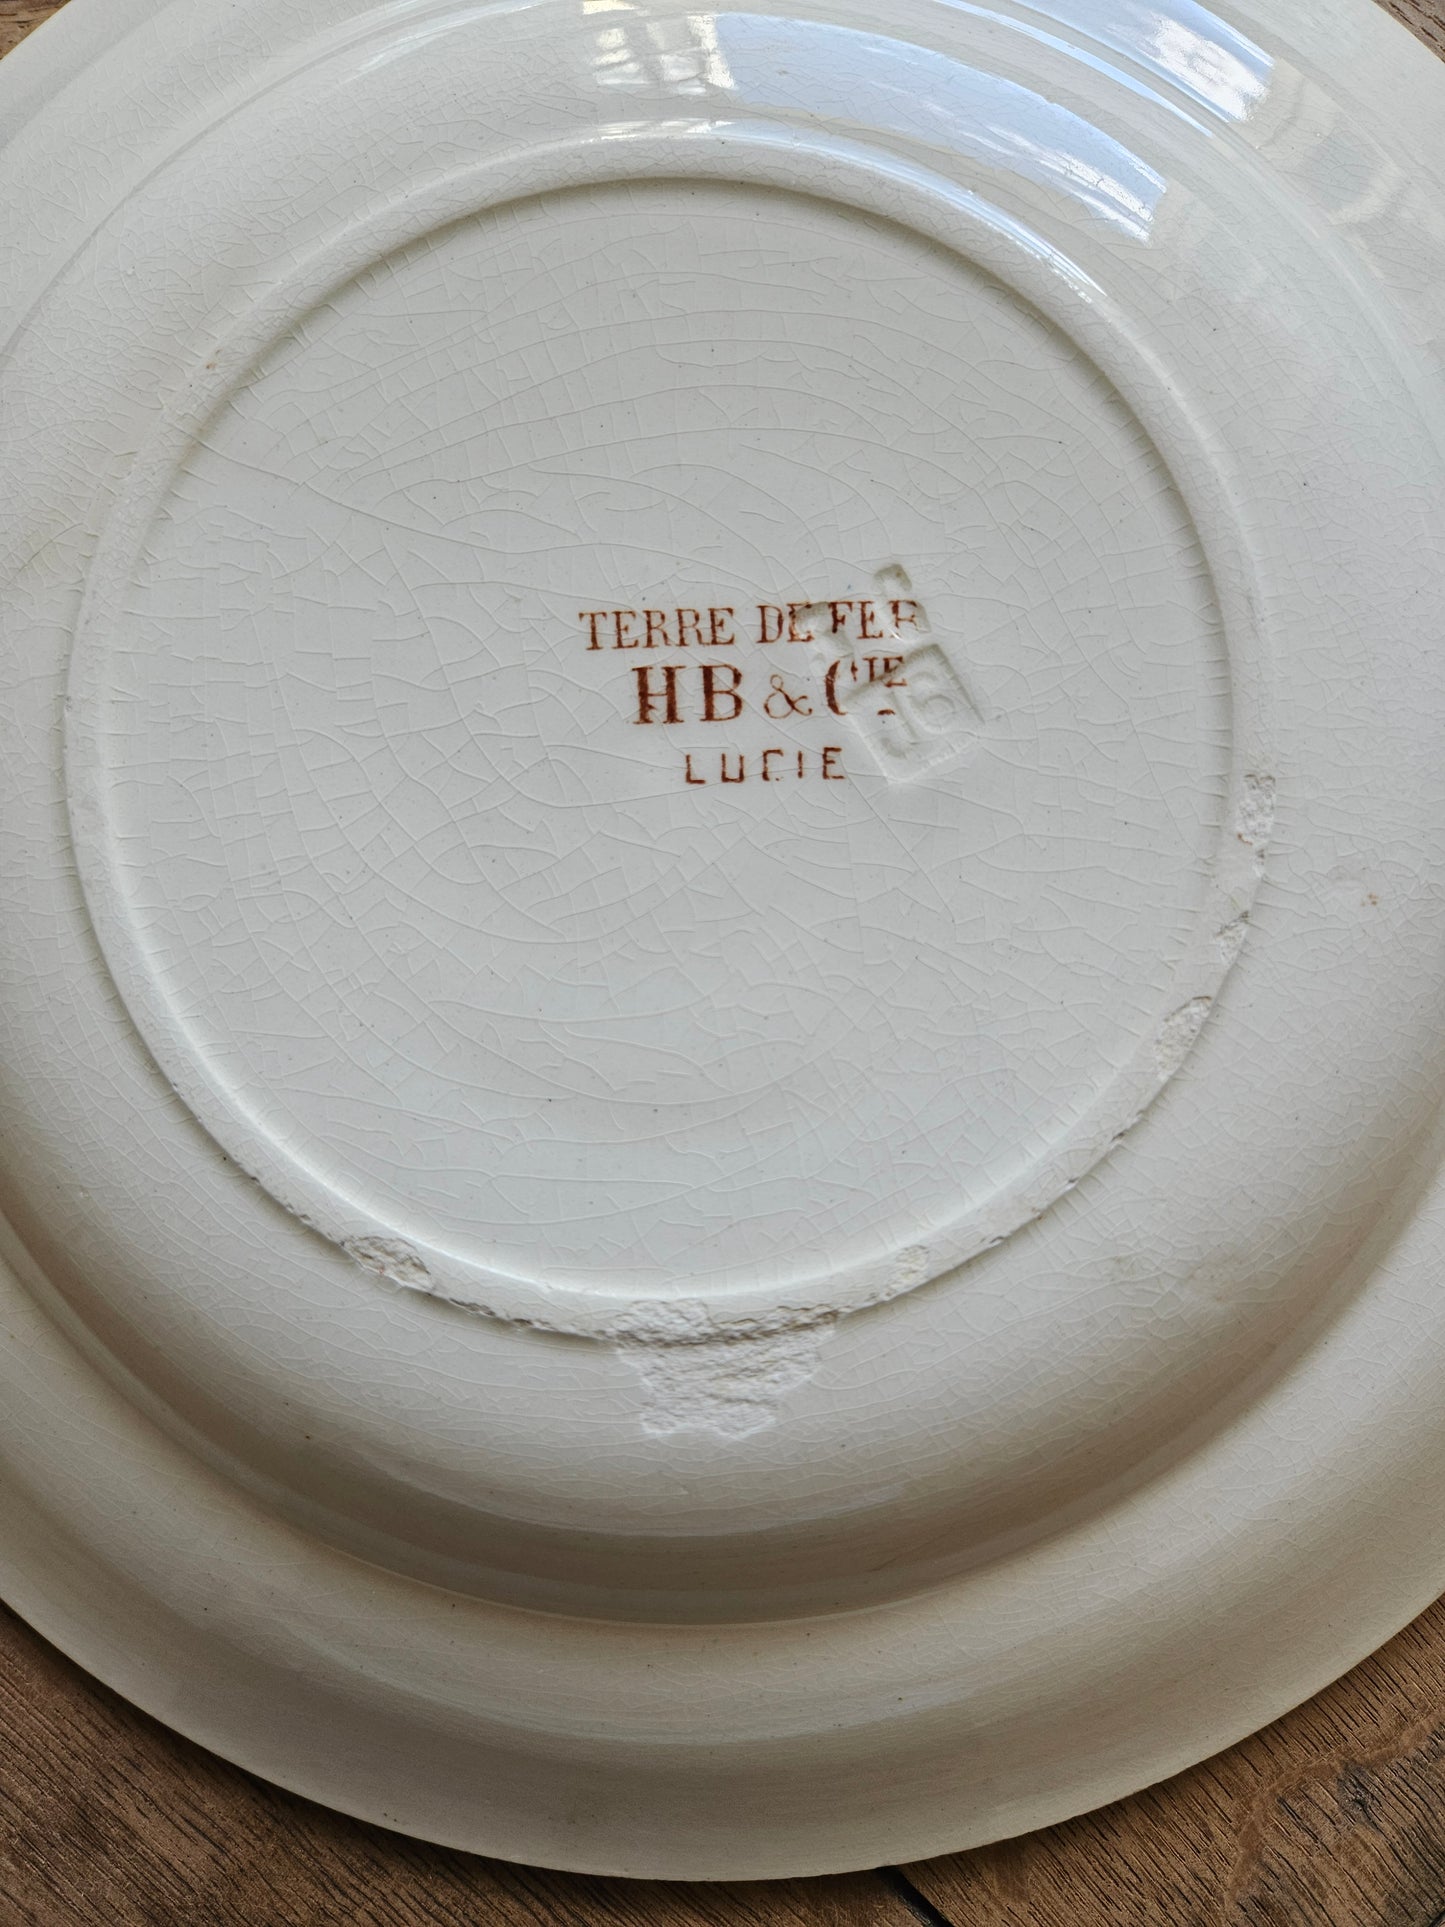 TERRE DE FER
HB & CIE
LUCIE